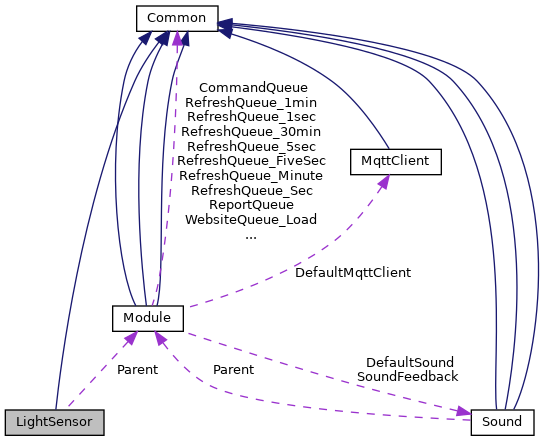 Common
CommandQueue
RefreshQueue_1min
RefreshQueue_1sec
RefreshQueue_30min
RefreshQueue_5sec
RefreshQueue_FiveSec
RefreshQueue_Minute
RefreshQueue_Sec
ReportQueue
WebsiteQueue_Load
...
MqttClient
DefaultMqttClient
Module
Parent
Parent
DefaultSound
SoundFeedback
LightSensor
Sound